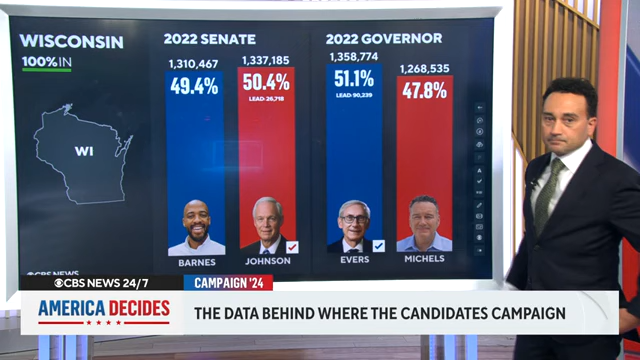 WISCONSIN
100% IN
WI
2022 SENATE
1,310,467
49.4%
BARNES
1,337,185
50.4%
LEAD: 26,718
JOHNSON
2022 GOVERNOR
1,358,774
51.1%
LEAD: 90,239
EVERS
1,268,535
47.8%
MICHELS
CBS NEWS
CBS NEWS 24/7
CAMPAIGN '24
AMERICA DECIDES
THE DATA BEHIND WHERE THE CANDIDATES CAMPAIGN